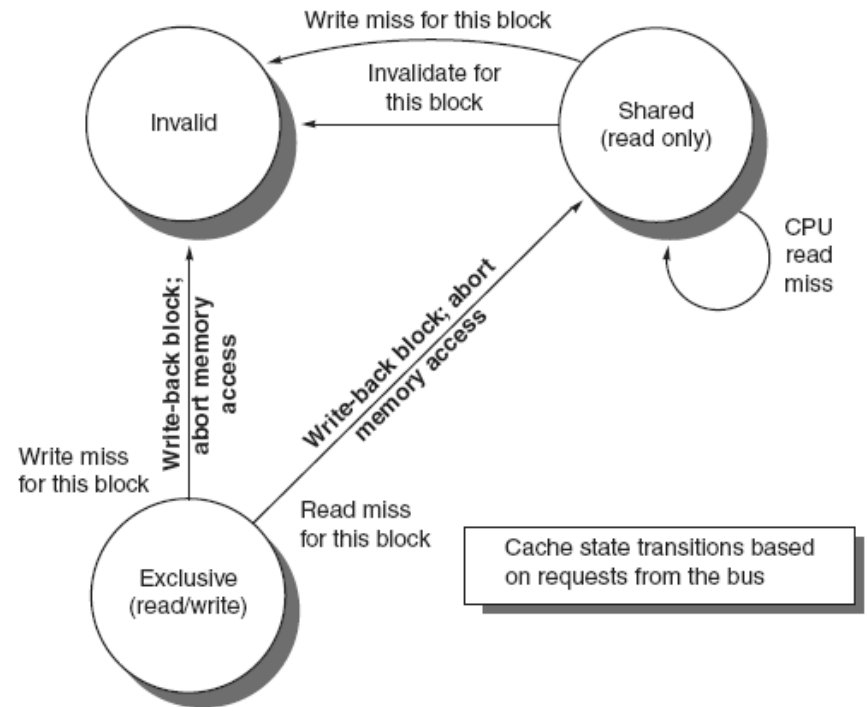 Write miss for this block
Invalidate for
this block
Invalid
Shared
(read only)
CPU
read
miss
Write-back block;
abort memory
access
Write-back block; abort
memory access
Write miss
for this block
Read miss
for this block
Exclusive
(read/write)
Cache state transitions based
on requests from the bus